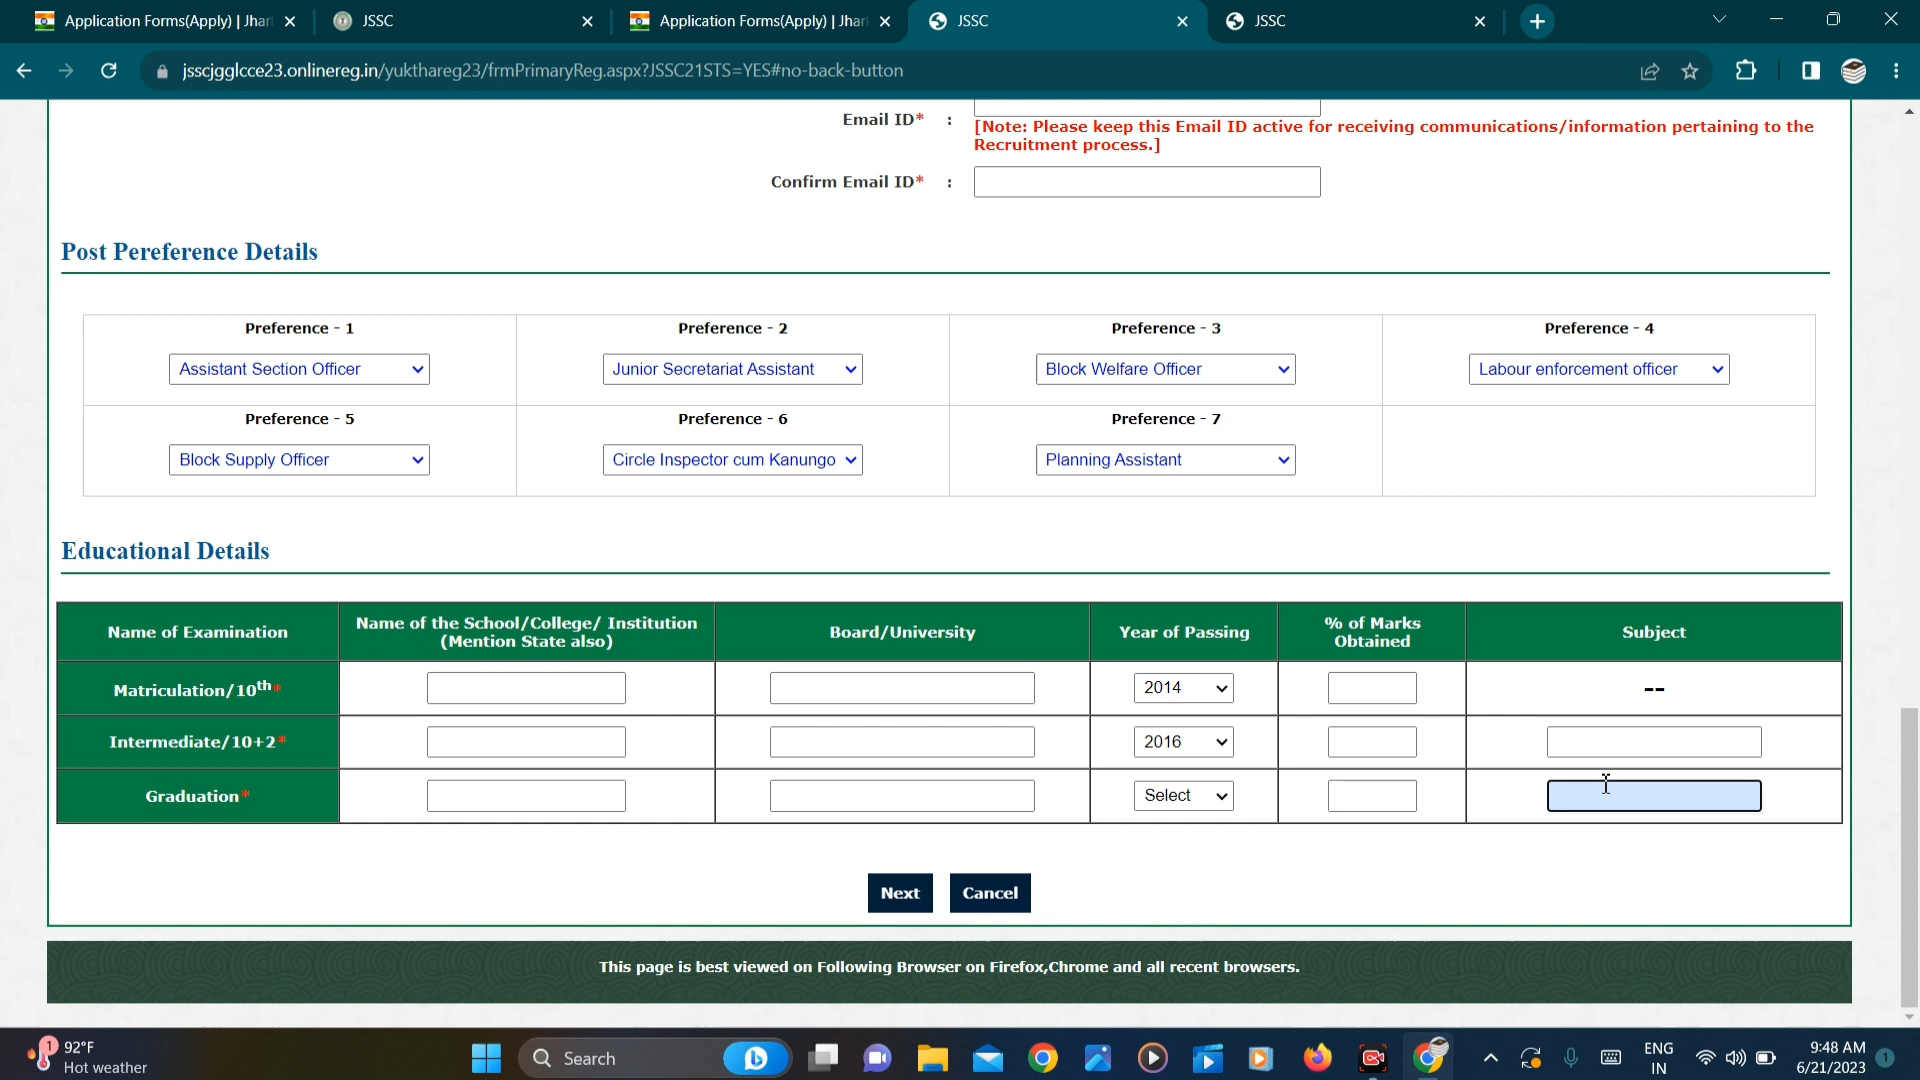 Application Forms(Apply) | Jhar
JSSC
Application Forms(Apply) | Jhar
JSSC
JSSC
jsscjgglcce23.onlinereg.in/yukthareg23/frmPrimaryReg.aspx?JSSC21STS=YES#no-back-button
Email ID* :
[Note: Please keep this Email ID active for receiving communications/information pertaining to the
Recruitment process.]
Confirm Email ID* :
Post Pereference Details
Preference - 1 Preference - 2 Preference - 3 Preference - 4
Assistant Section Officer Junior Secretariat Assistant Block Welfare Officer Labour enforcement officer
Preference - 5 Preference - 6 Preference - 7
Block Supply Officer Circle Inspector cum Kanungo Planning Assistant
Educational Details
Name of Examination
Name of the School/College/ Institution
(Mention State also)
Board/University
Year of Passing
% of Marks
Obtained
Subject
Matriculation/10th* 2014 --
Intermediate/10+2* 2016
Graduation* Select
Next Cancel
This page is best viewed on Following Browser on Firefox,Chrome and all recent browsers.
1
92°F
Hot weather
Search
ENG
IN
9:48 AM
6/21/2023
1